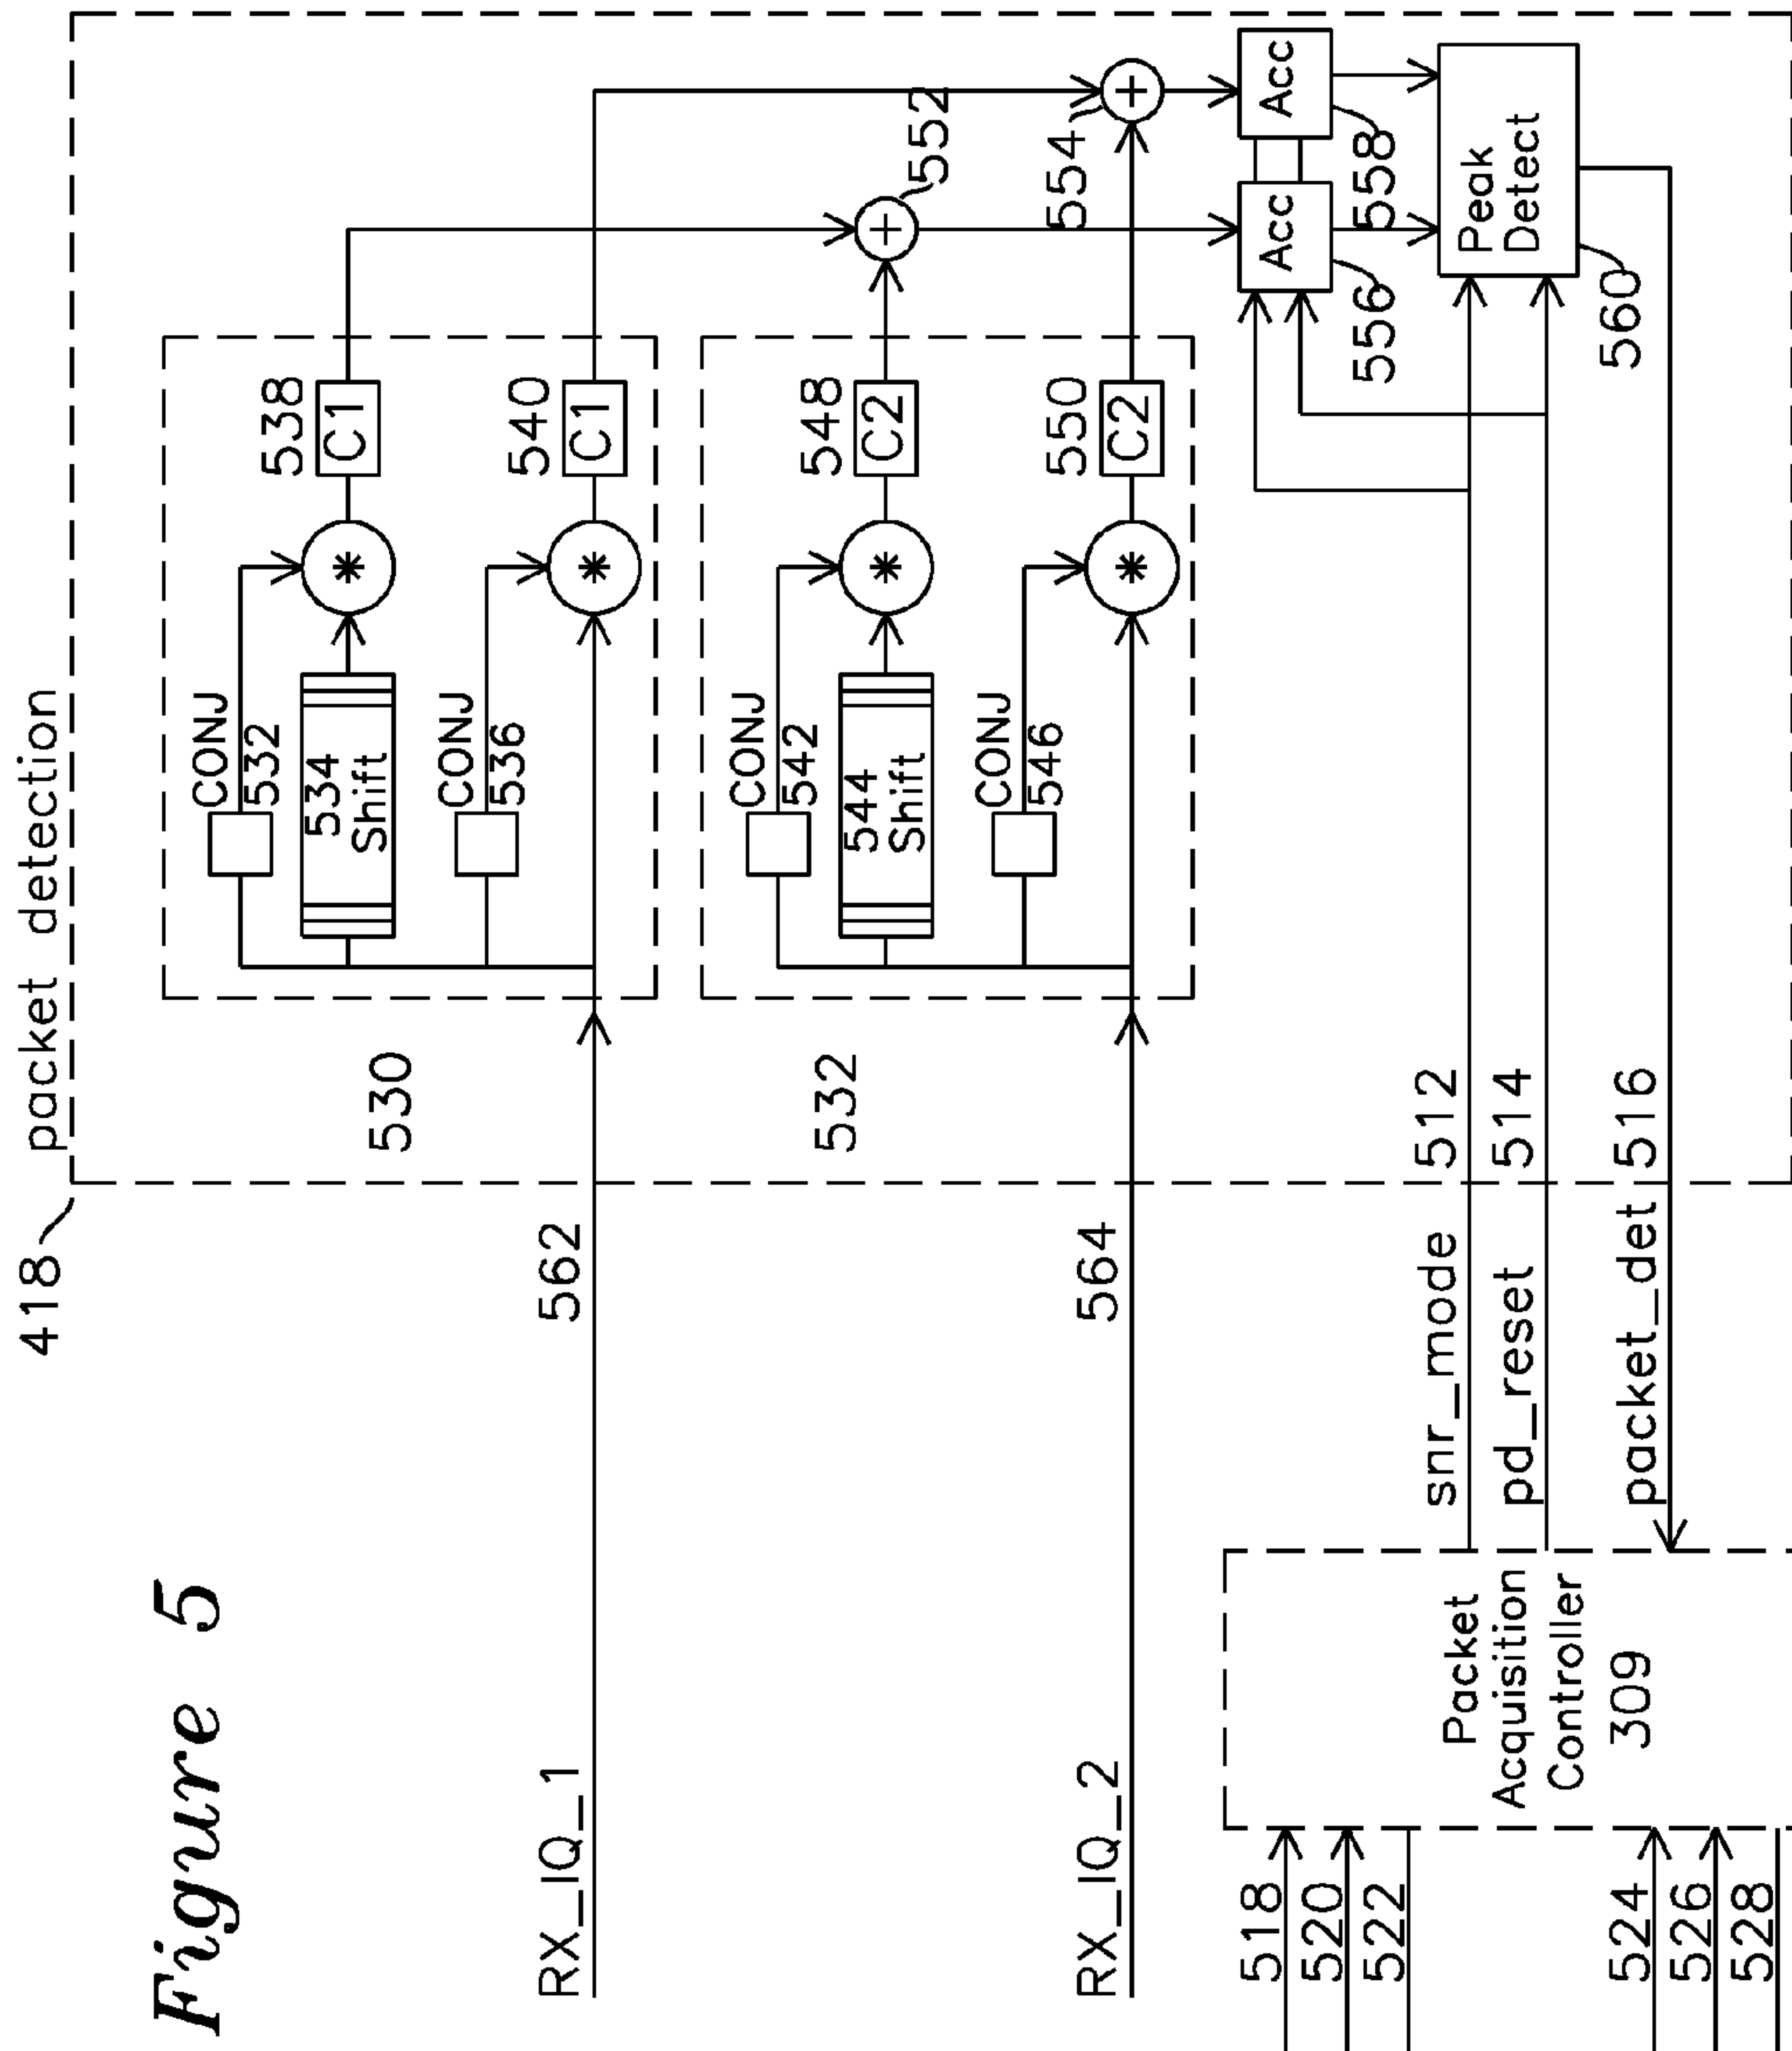 Figure 5
418
packet detection
CONJ
532
534
Shift
538
C1
CONJ
536
540
C1
530
*
*
RX_IQ_1
562
CONJ
542
544
Shift
548
C2
CONJ
546
550
C2
532
*
*
RX_IQ_2
564
+
552
+
554
Acc
Acc
556
558
Peak
Detect
560
snr_mode
512
pd_reset
514
packet_det
516
Packet
Acquisition
Controller
309
518
520
522
524
526
528